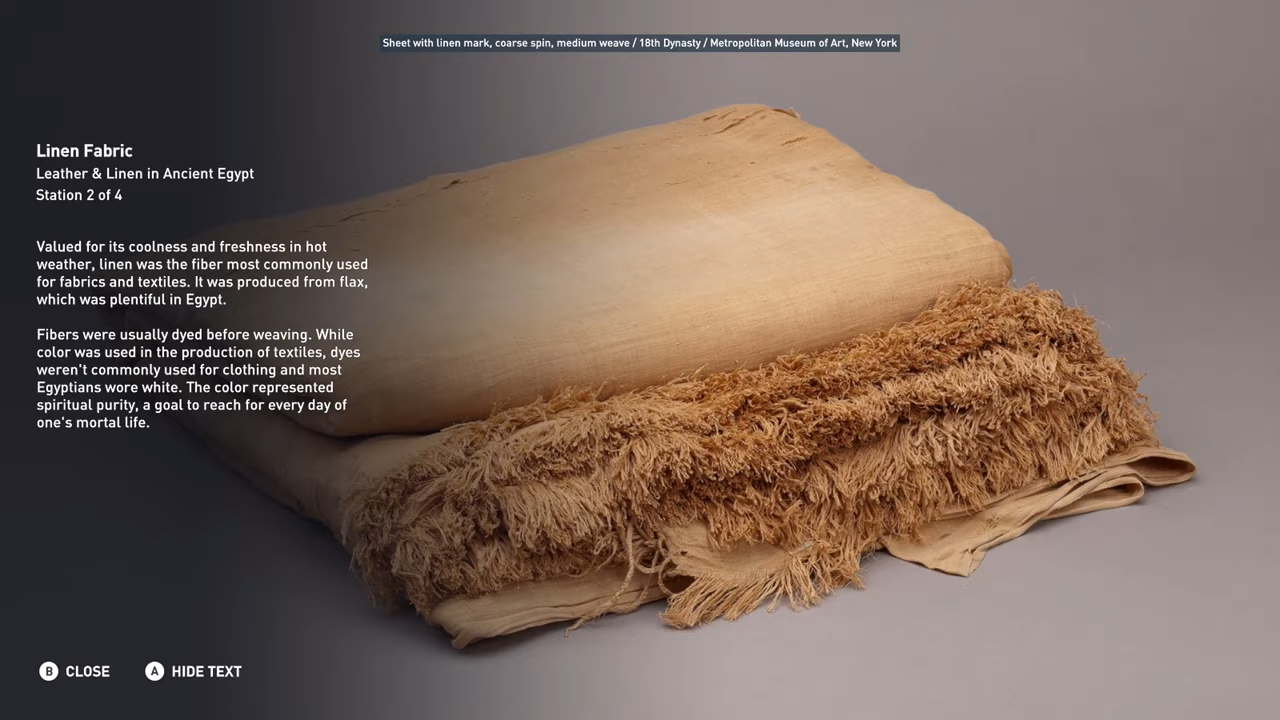 Sheet with linen mark, coarse spin, medium weave / 18th Dynasty / Metropolitan Museum of Art, New York
Linen Fabric
Leather & Linen in Ancient Egypt
Station 2 of 4
Valued for its coolness and freshness in hot
weather, linen was the fiber most commonly used
for fabrics and textiles. It was produced from flax,
which was plentiful in Egypt.
Fibers were usually dyed before weaving. While
color was used in the production of textiles, dyes
weren't commonly used for clothing and most
Egyptians wore white. The color represented
spiritual purity, a goal to reach for every day of
one's mortal life.
B CLOSE A HIDE TEXT